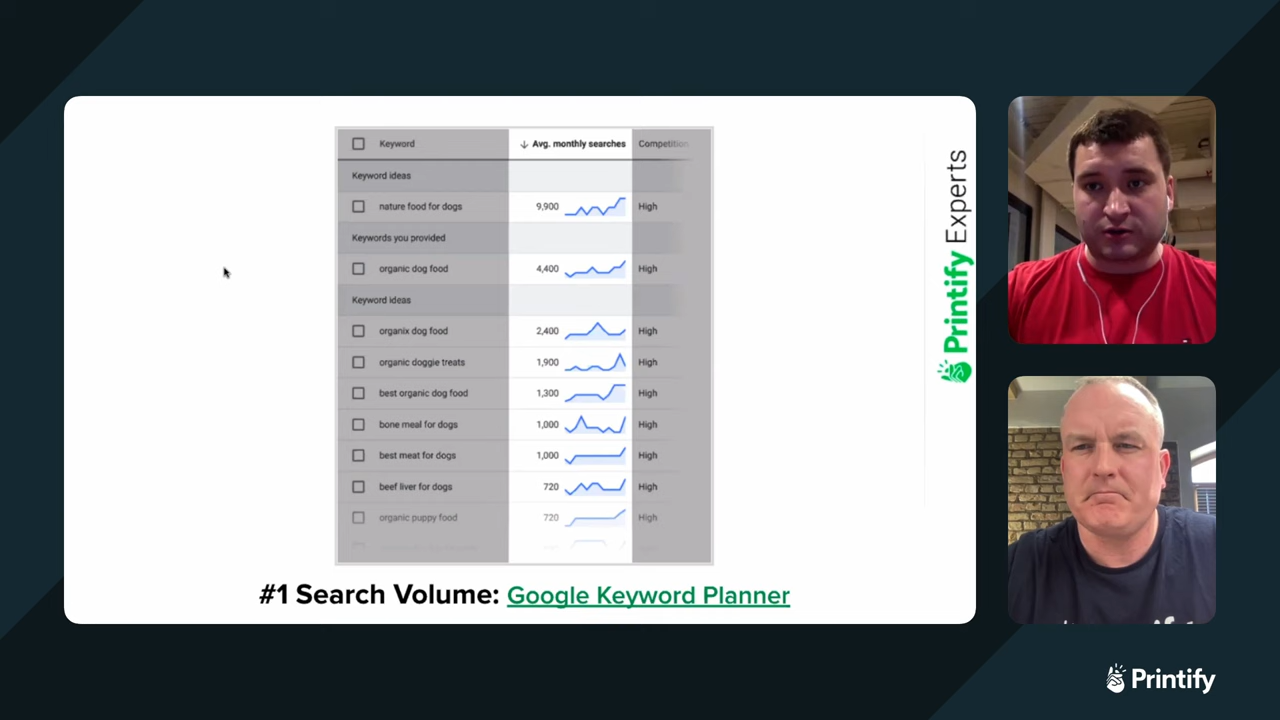 Keyword ↓ Avg. monthly searches Competition
Keyword ideas
nature food for dogs 9,900 High
Keywords you provided
organic dog food 4,400 High
Keyword ideas
organix dog food 2,400 High
organic doggie treats 1,900 High
best organic dog food 1,300 High
bone meal for dogs 1,000 High
best meat for dogs 1,000 High
beef liver for dogs 720 High
organic puppy food 720 High
#1 Search Volume: Google Keyword Planner
Printify Experts
Printify